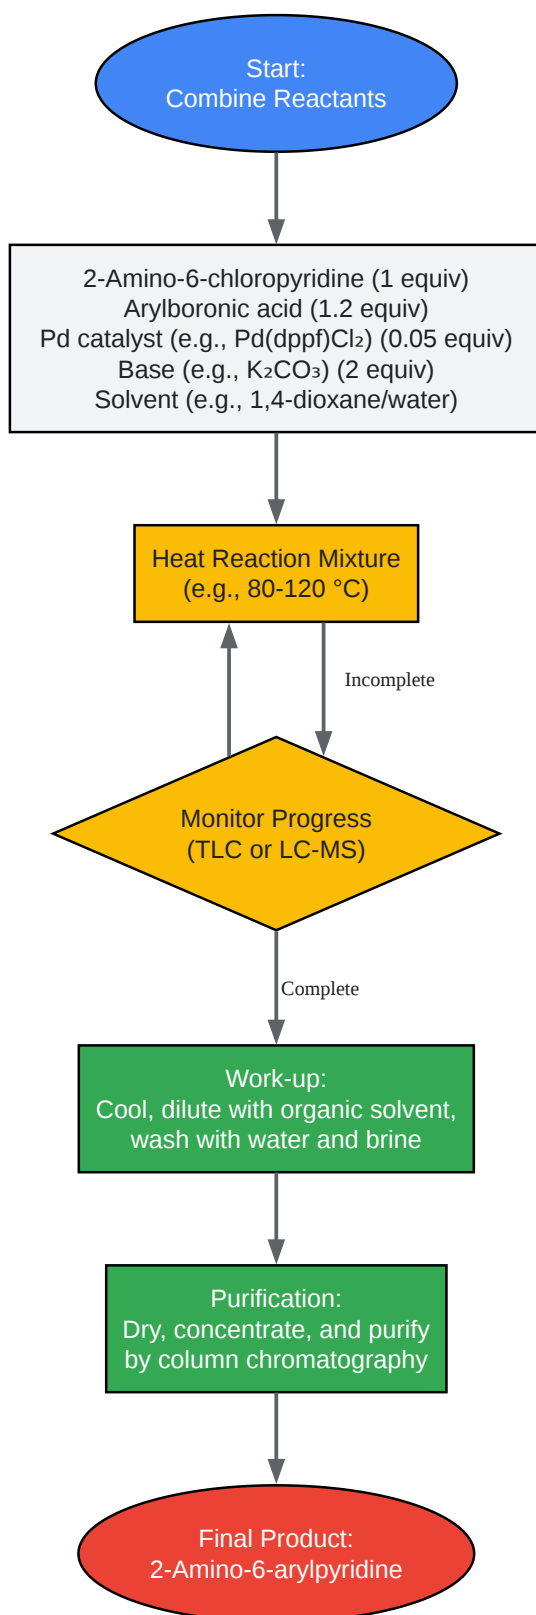 Start:
Combine Reactants
2-Amino-6-chloropyridine (1 equiv)
Arylboronic acid (1.2 equiv)
Pd catalyst (e.g., Pd(dppf)Cl₂) (0.05 equiv)
Base (e.g., K₂CO₃) (2 equiv)
Solvent (e.g., 1,4-dioxane/water)
Heat Reaction Mixture
(e.g., 80-120 °C)
Incomplete
Monitor Progress
(TLC or LC-MS)
Complete
Work-up:
Cool, dilute with organic solvent,
wash with water and brine
Purification:
Dry, concentrate, and purify
by column chromatography
Final Product:
2-Amino-6-arylpyridine